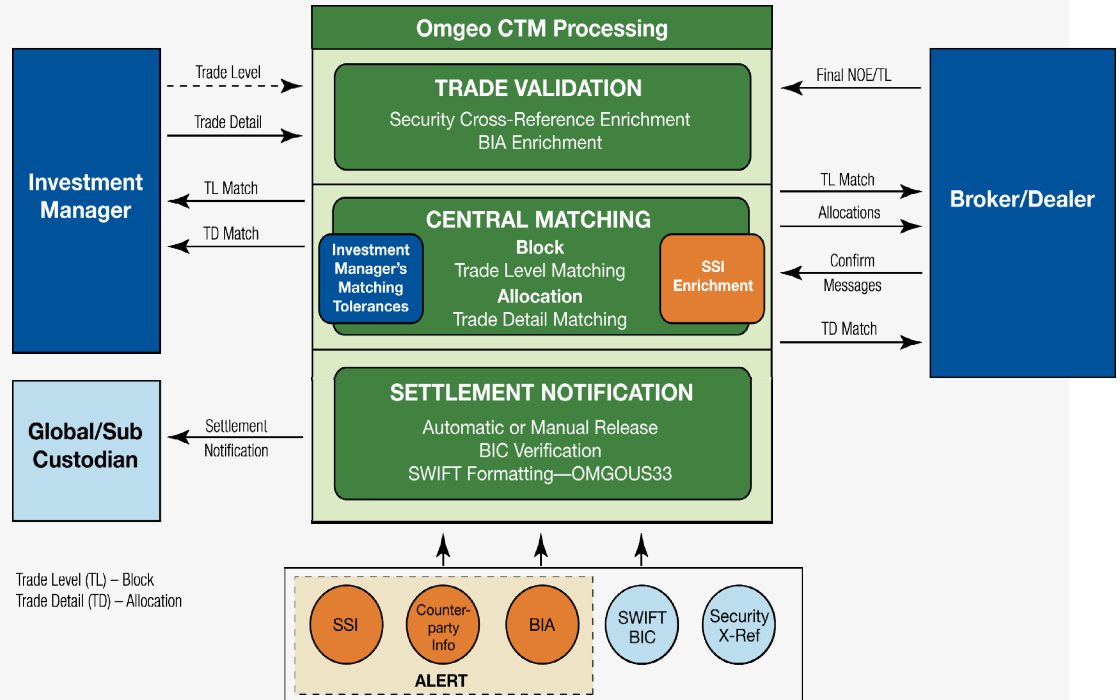 Omgeo CTM Processing
Investment
Manager
Trade Level
Trade Detail
TL Match
TD Match
TRADE VALIDATION
Security Cross-Reference Enrichment
BIA Enrichment
CENTRAL MATCHING
Block
Trade Level Matching
Allocation
Trade Detail Matching
Investment
Manager's
Matching
Tolerances
SSI
Enrichment
Final NOE/TL
TL Match
Allocations
Confirm
Messages
TD Match
Broker/Dealer
Global/Sub
Custodian
Settlement
Notification
SETTLEMENT NOTIFICATION
Automatic or Manual Release
BIC Verification
SWIFT Formatting—OMGOUS33
Trade Level (TL) – Block
Trade Detail (TD) – Allocation
SSI
Counter-
party
Info
BIA
SWIFT
BIC
Security
X-Ref
ALERT